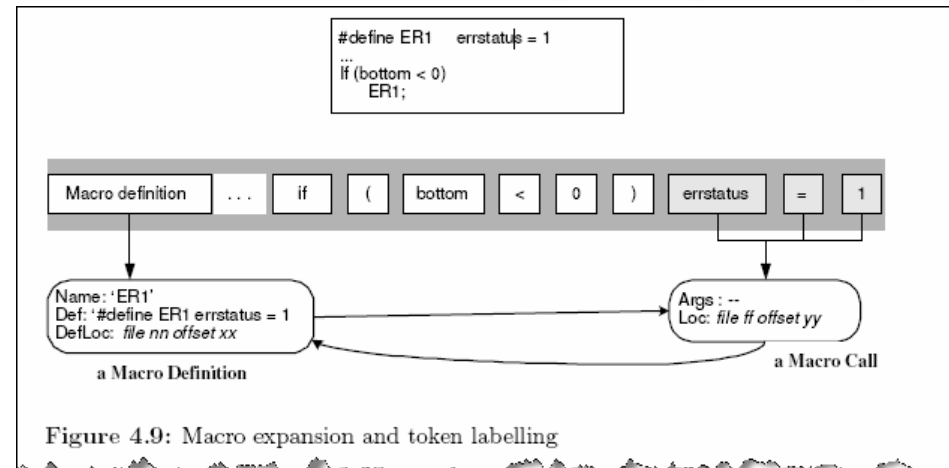 #define ER1 errstatus = 1
...
If (bottom < 0)
ER1;
Macro definition ... if ( bottom < 0 ) errstatus = 1
Name: 'ER1'
Def: '#define ER1 errstatus = 1
DefLoc: file nn offset xx
a Macro Definition
Args : --
Loc: file ff offset yy
a Macro Call
Figure 4.9: Macro expansion and token labelling